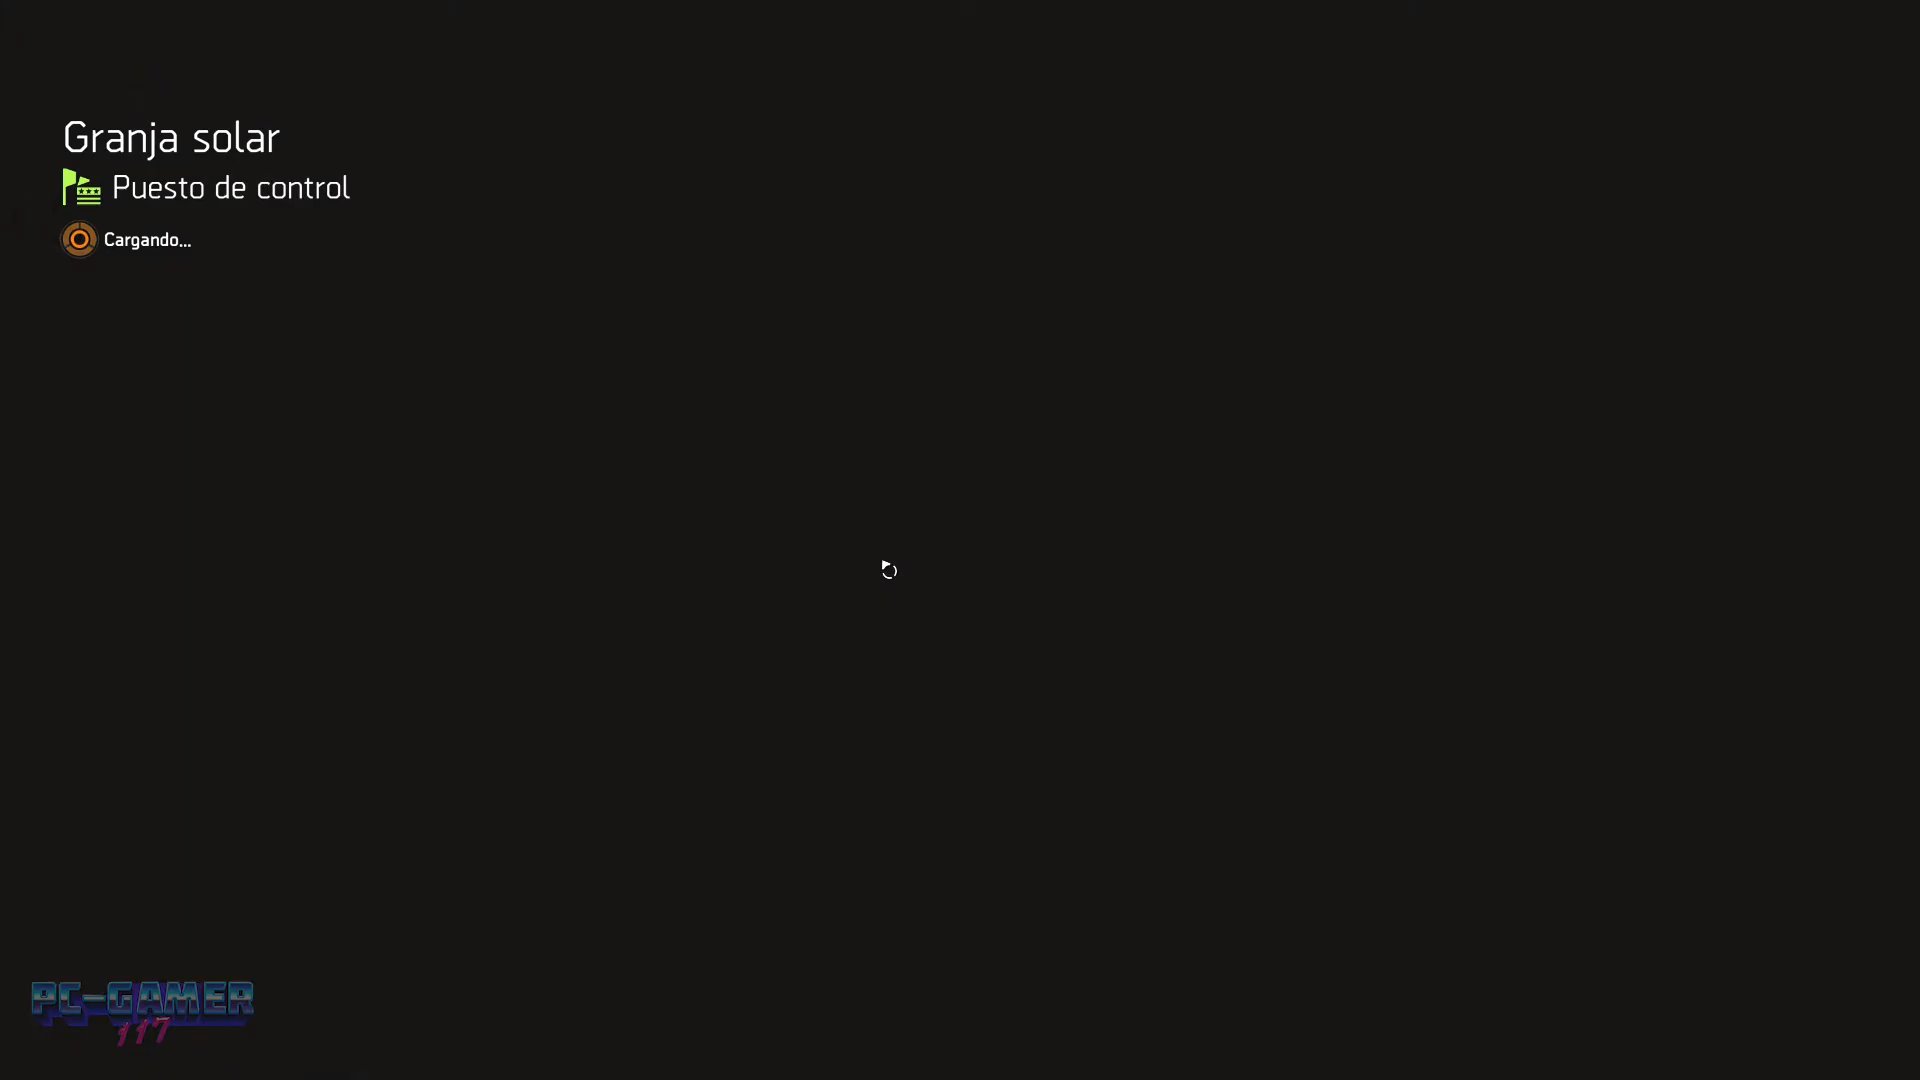 Granja solar
Puesto de control
Cargando...
PC-GAMER
117